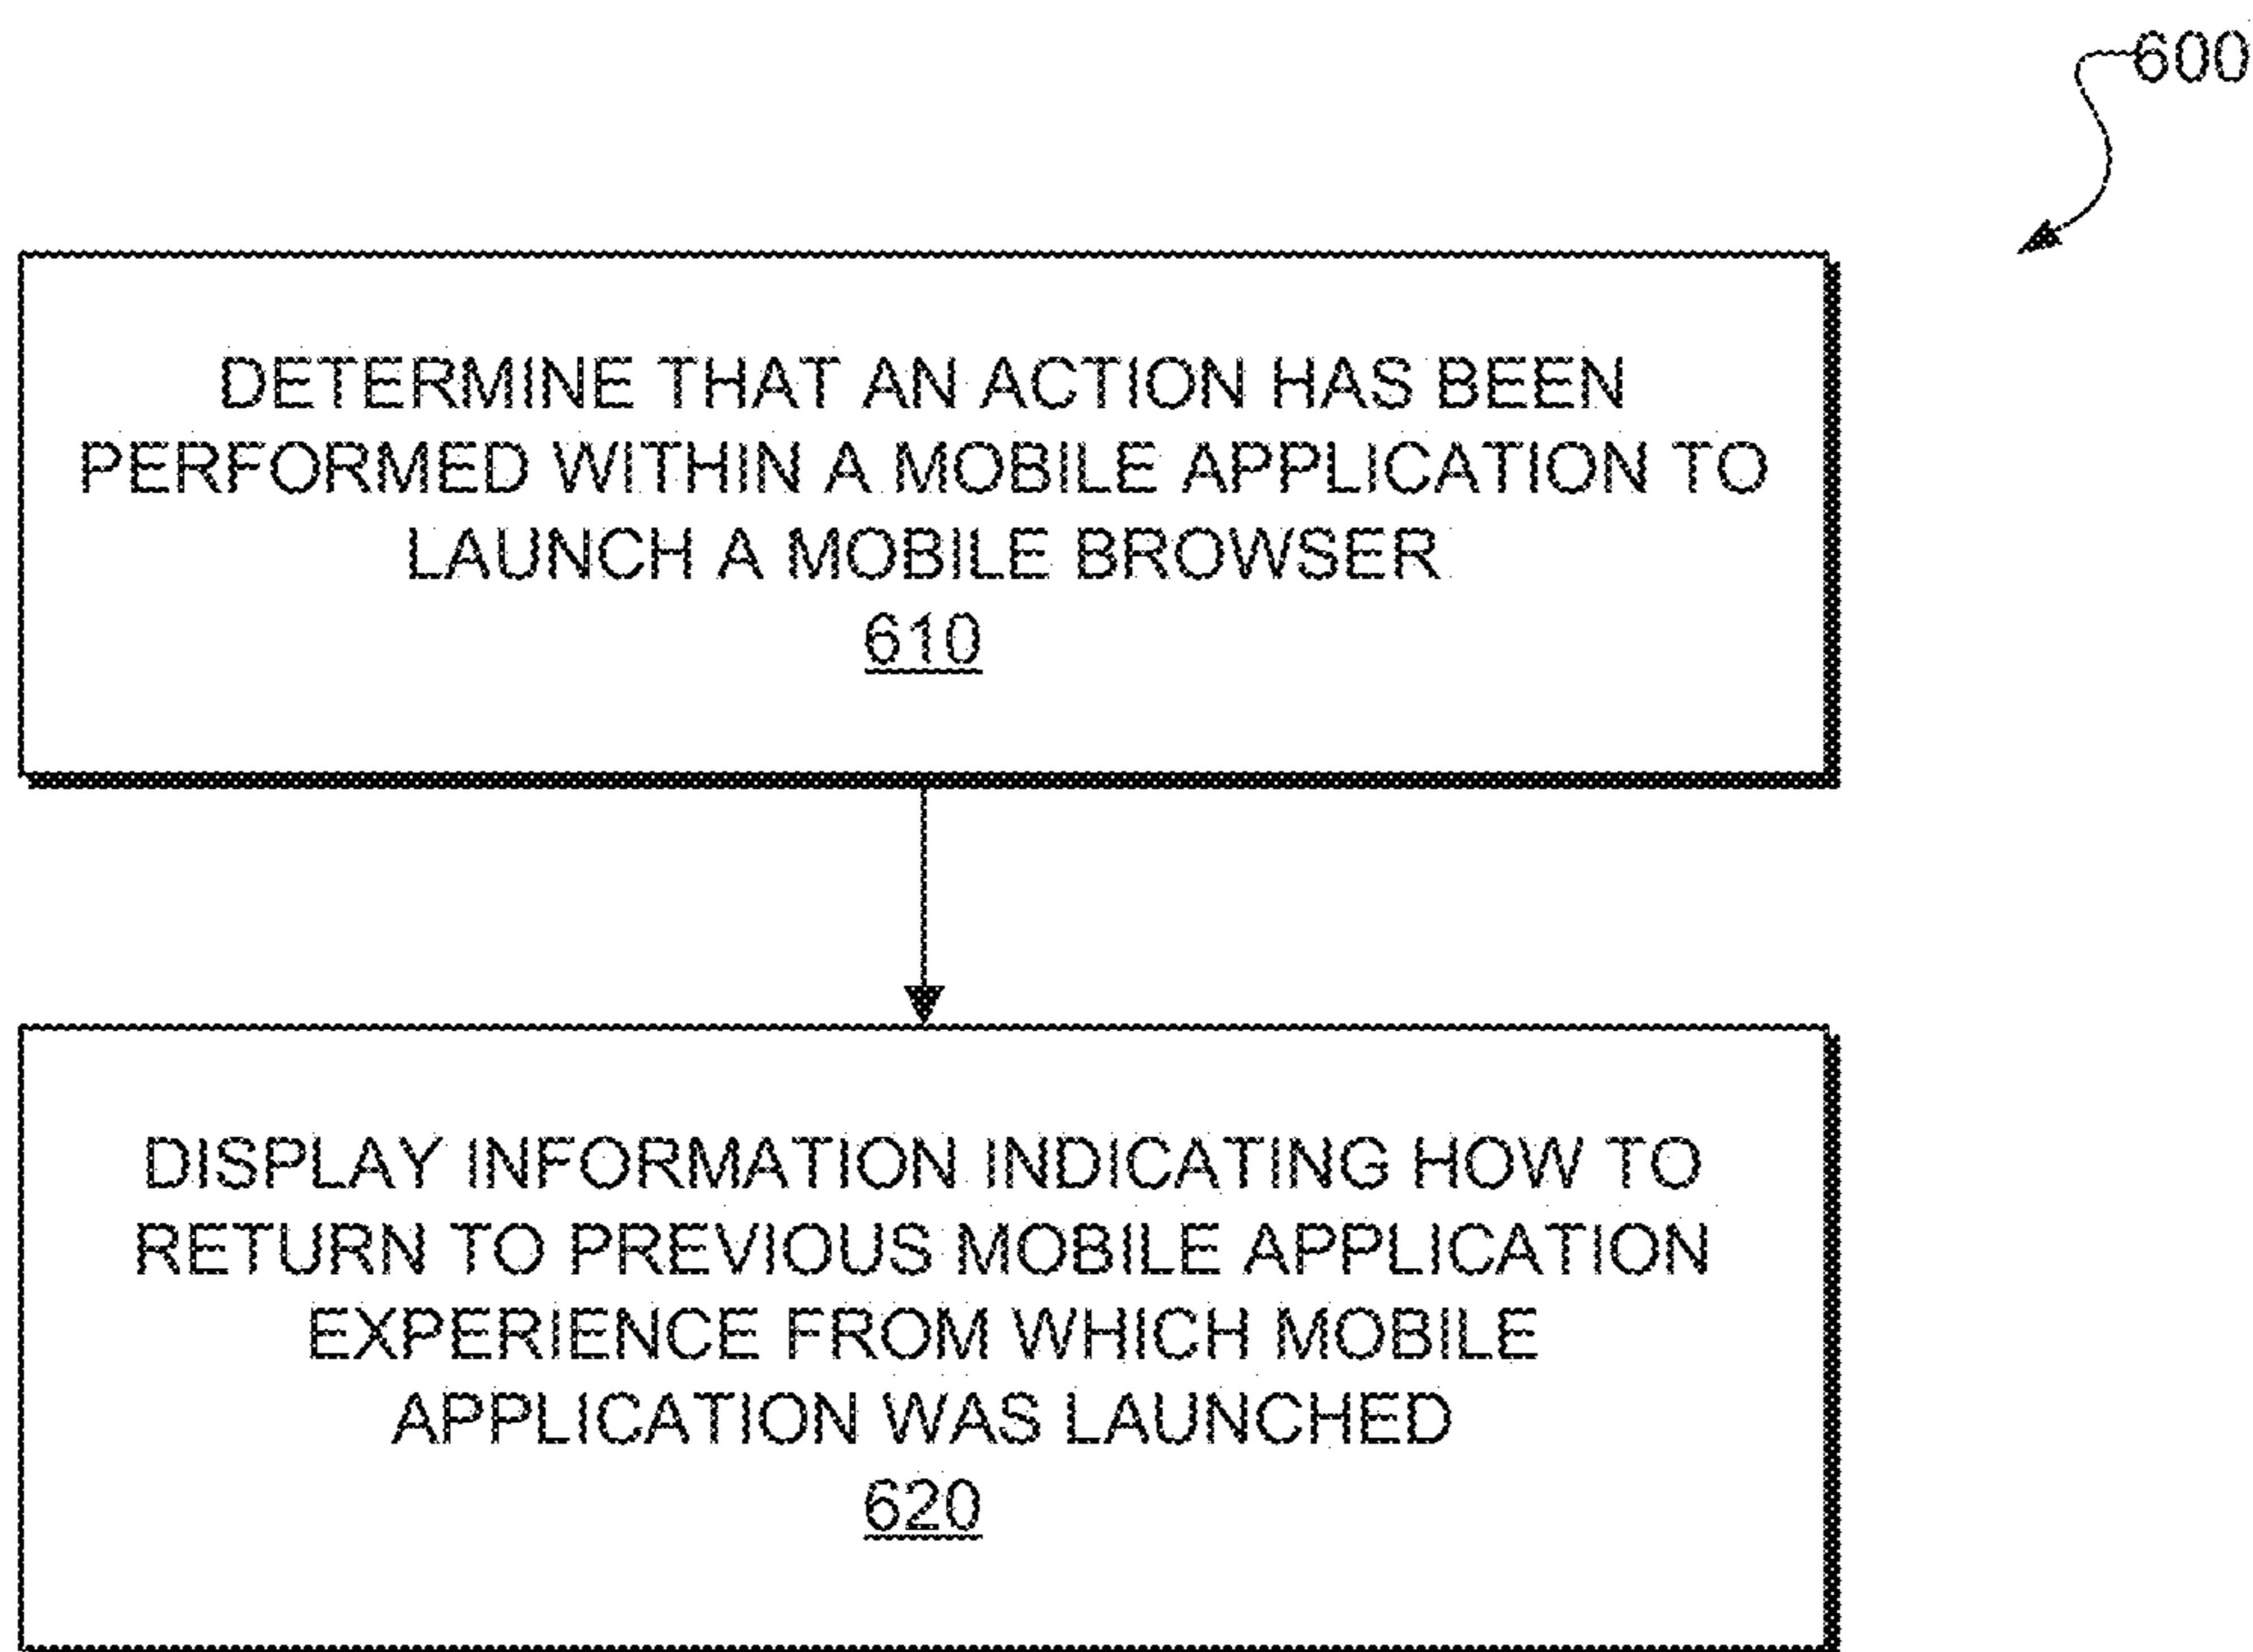 600
DETERMINE THAT AN ACTION HAS BEEN
PERFORMED WITHIN A MOBILE APPLICATION TO
LAUNCH A MOBILE BROWSER
610
DISPLAY INFORMATION INDICATING HOW TO
RETURN TO PREVIOUS MOBILE APPLICATION
EXPERIENCE FROM WHICH MOBILE
APPLICATION WAS LAUNCHED
620